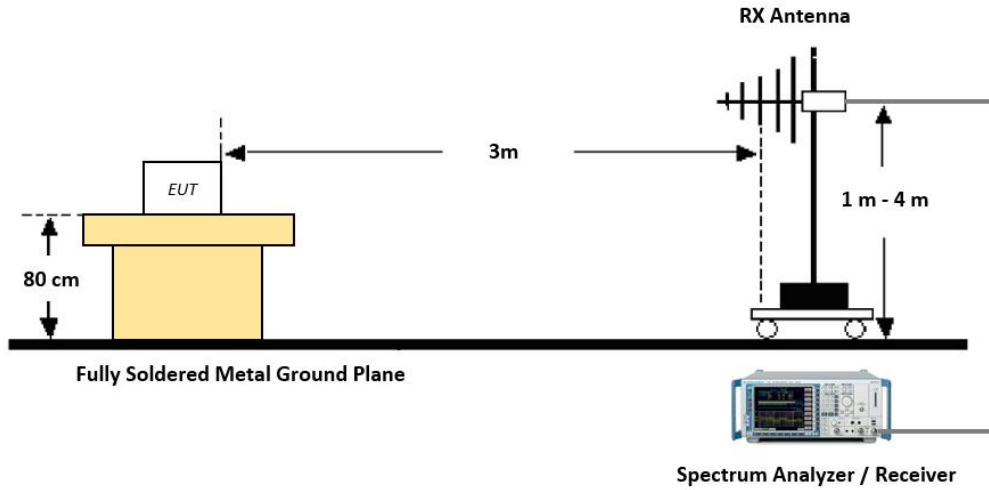 RX Antenna
3m
EUT
1 m - 4 m
80 cm
Fully Soldered Metal Ground Plane
Spectrum Analyzer / Receiver